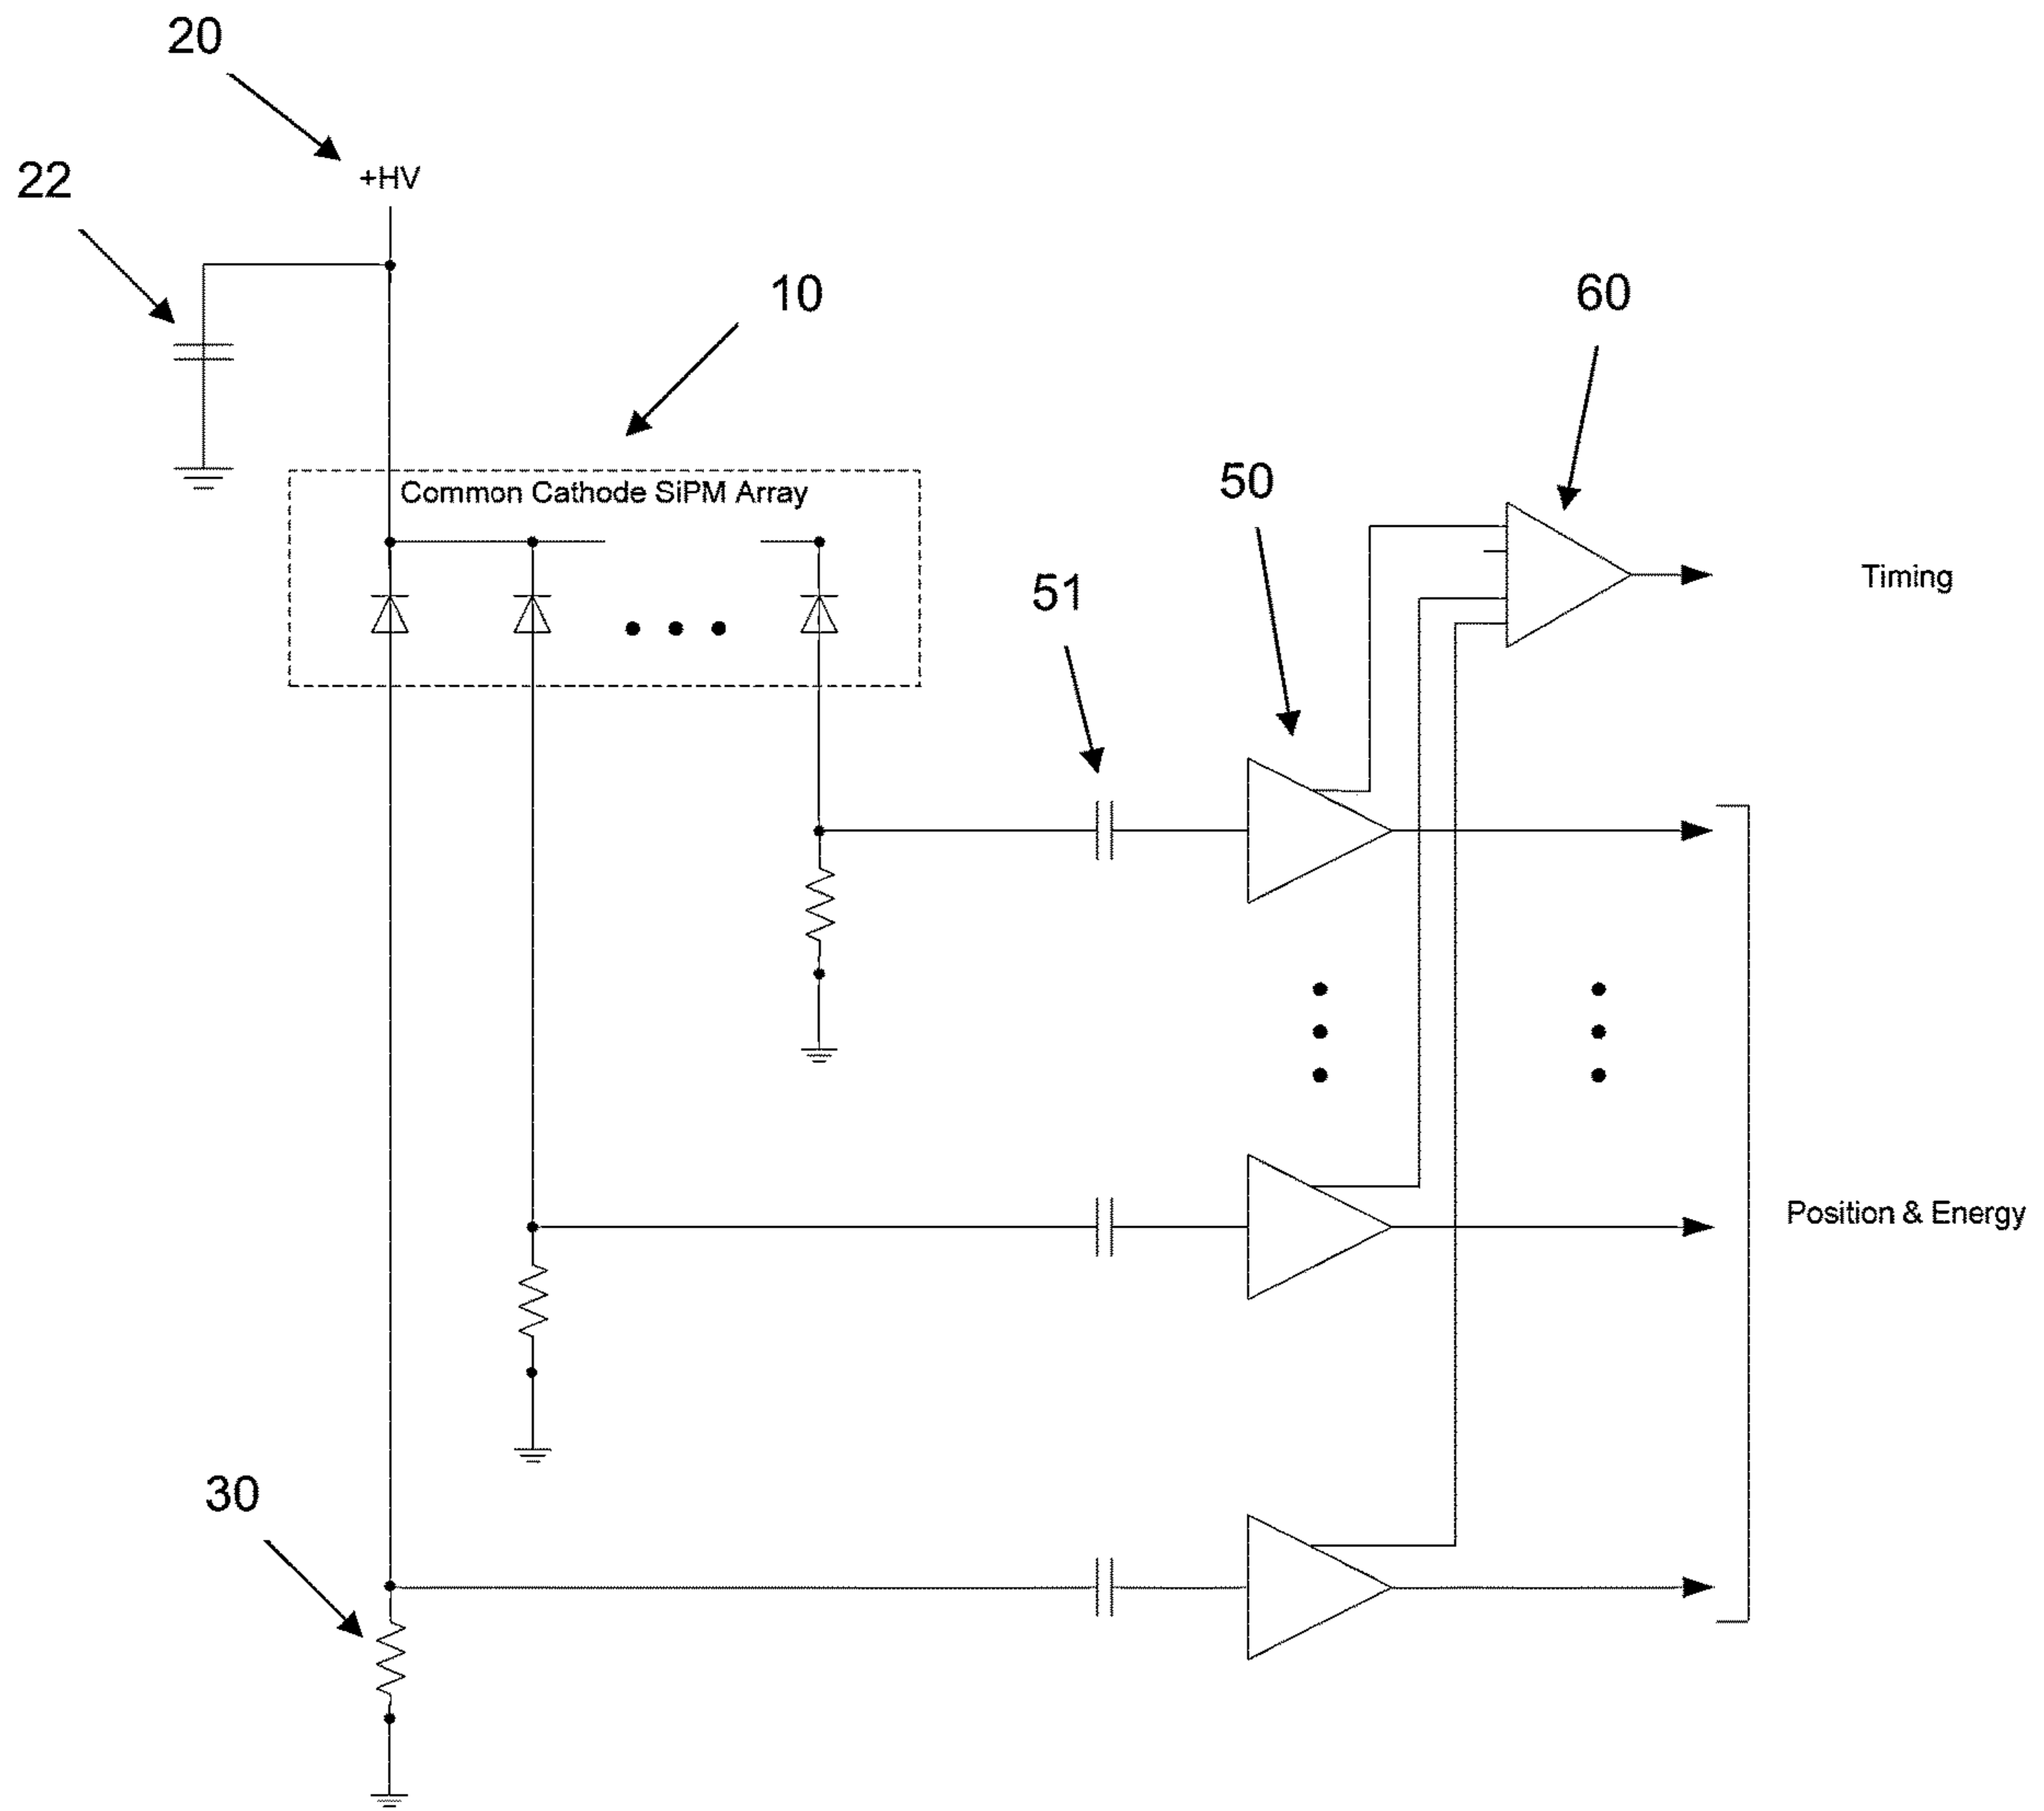 20
+HV
22
10
60
Common Cathode SiPM Array
50
51
Timing
Position & Energy
30